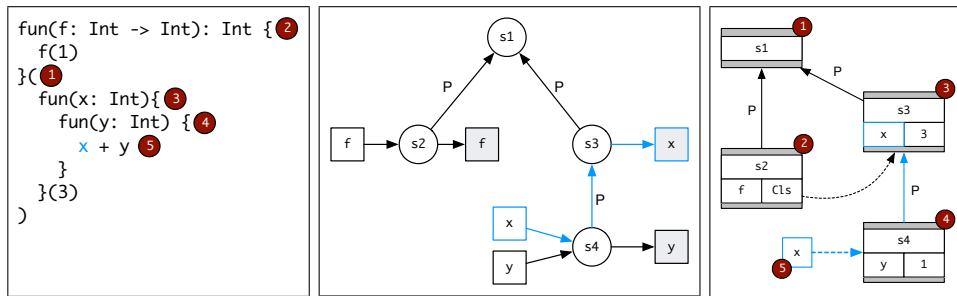 fun(f: Int -> Int): Int { 2
f(1)
}( 1
fun(x: Int){ 3
fun(y: Int) { 4
x + y 5
}
}(3)
)
s1
P P
f s2 f s3 x
P
x
s4 y
y
1
s1
P
P
3
s3
x 3
2
s2
f Cls
P
4
s4
x
y 1
5